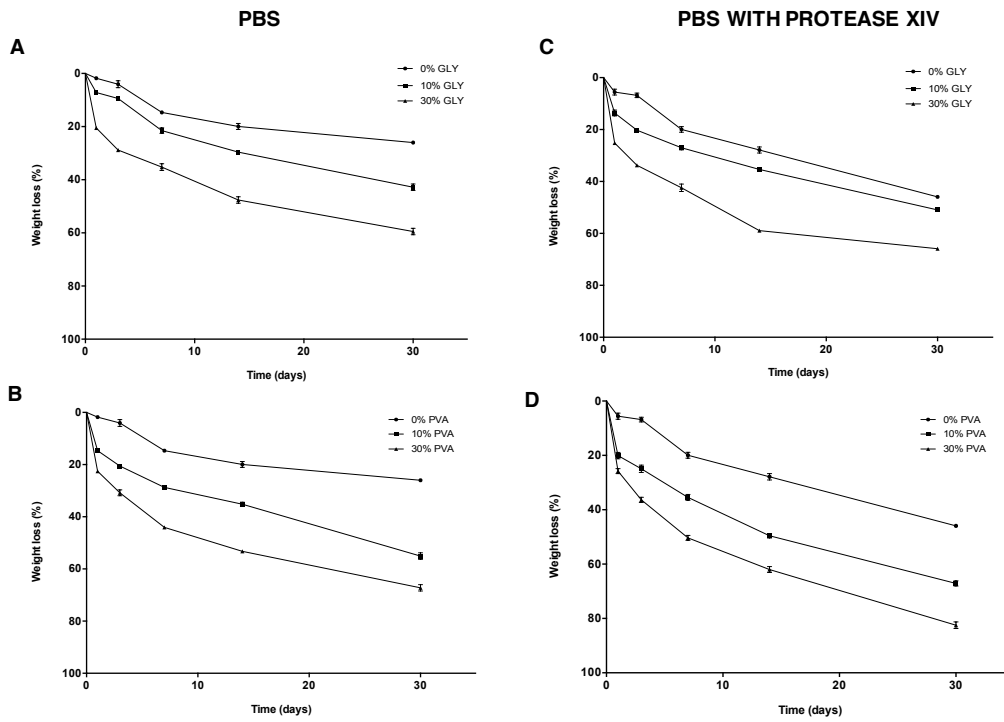 PBS
PBS WITH PROTEASE XIV
A
0% GLY
10% GLY
30% GLY
0
20
40
60
80
100
Weight loss (%)
0 10 20 30
Time (days)
C
0% GLY
10% GLY
30% GLY
0
20
40
60
80
100
Weight loss (%)
0 10 20 30
Time (days)
B
0% PVA
10% PVA
30% PVA
0
20
40
60
80
100
Weight loss (%)
0 10 20 30
Time (days)
D
0% PVA
10% PVA
30% PVA
0
20
40
60
80
100
Weight loss (%)
0 10 20 30
Time (days)